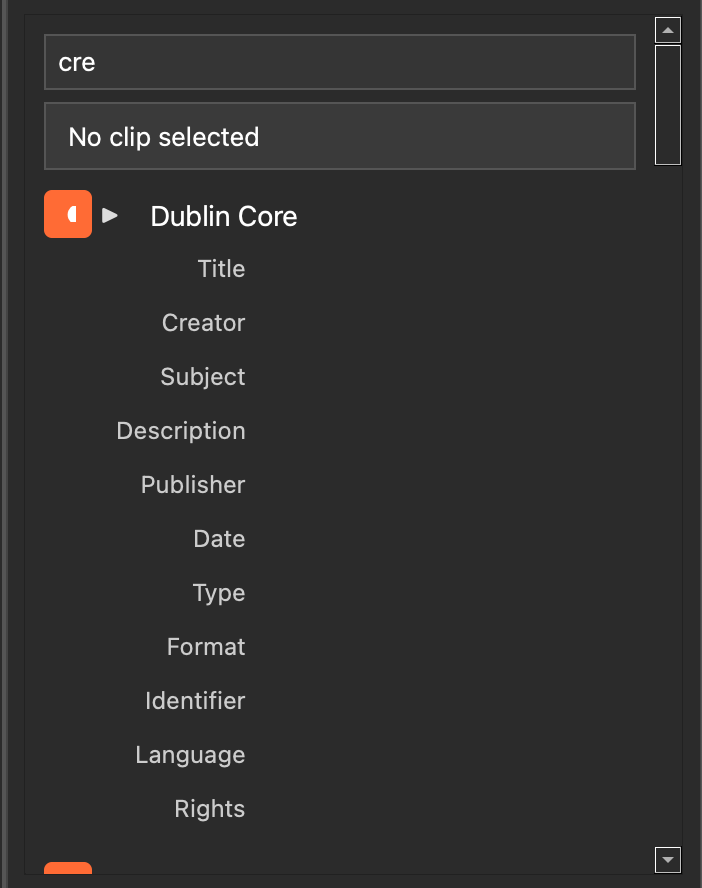 cre
No clip selected
Dublin Core
Title
Creator
Subject
Description
Publisher
Date
Type
Format
Identifier
Language
Rights